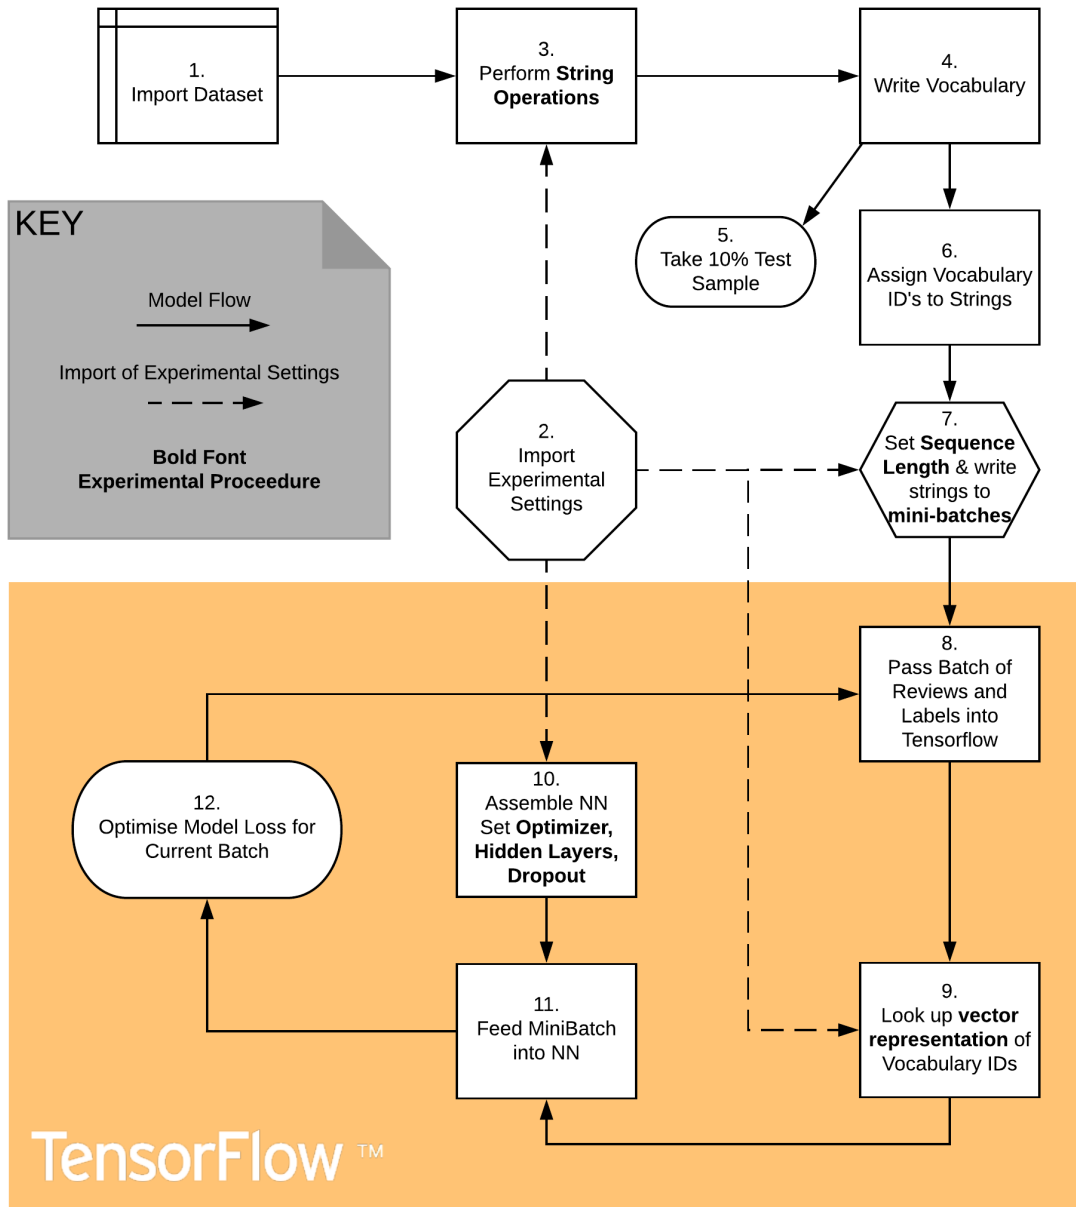 1.
Import Dataset
3.
Perform String
Operations
4.
Write Vocabulary
KEY
Model Flow
Import of Experimental Settings
Bold Font
Experimental Proceedure
5.
Take 10% Test
Sample
6.
Assign Vocabulary
ID's to Strings
2.
Import
Experimental
Settings
7.
Set Sequence
Length & write
strings to
mini-batches
8.
Pass Batch of
Reviews and
Labels into
Tensorflow
12.
Optimise Model Loss for
Current Batch
10.
Assemble NN
Set Optimizer,
Hidden Layers,
Dropout
11.
Feed MiniBatch
into NN
9.
Look up vector
representation of
Vocabulary IDs
TensorFlow ™